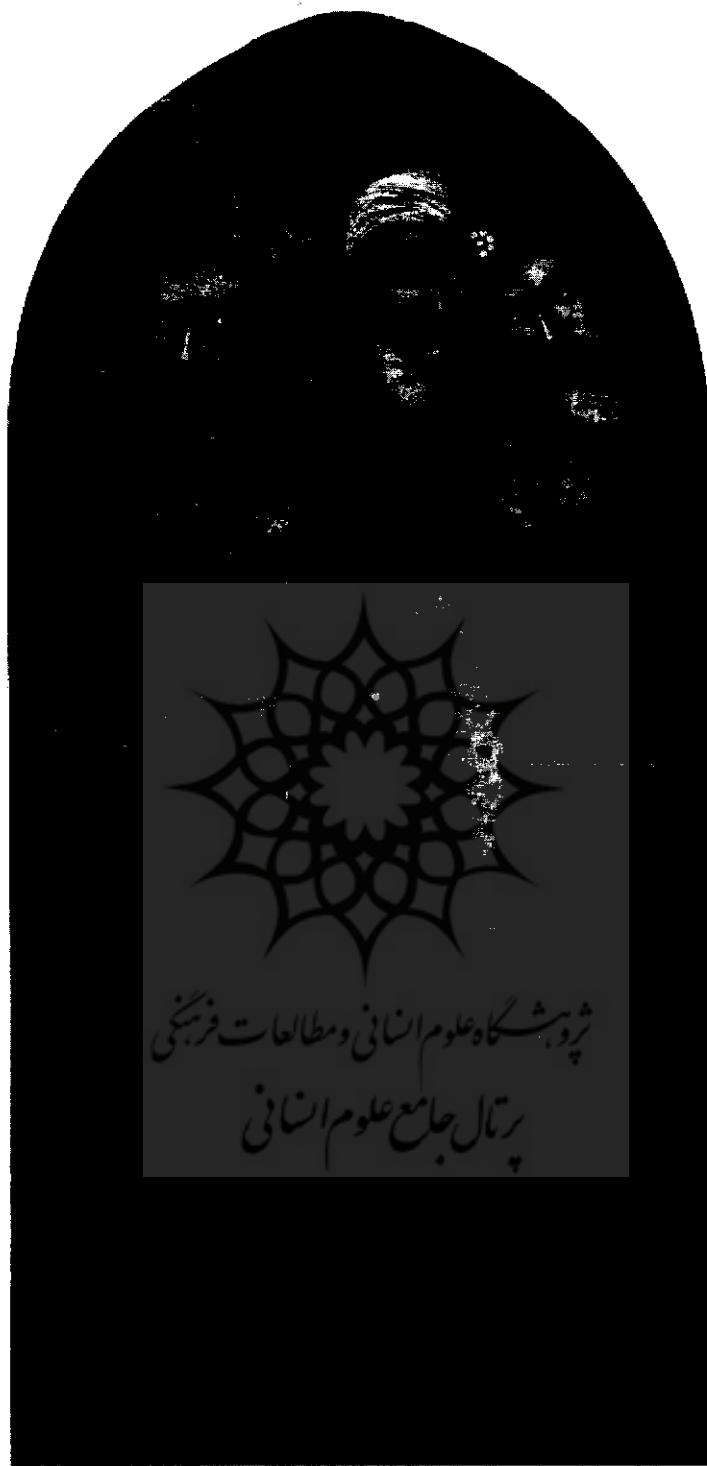 پژوهشگاه علوم انسانی و مطالعات فرهنگی
پرتال جامع علوم انسانی